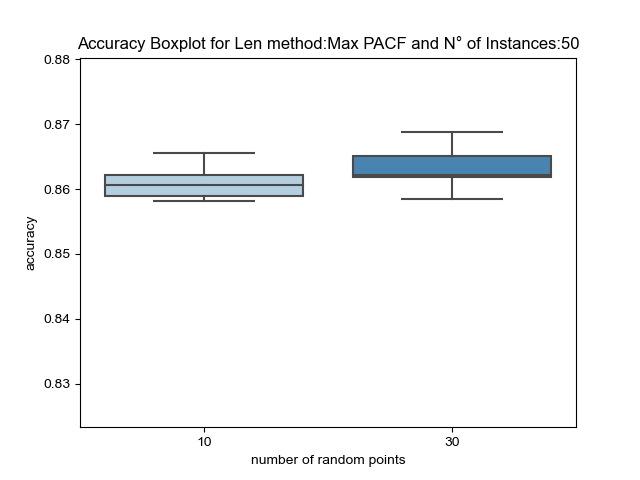 Accuracy Boxplot for Len method:Max PACF and N° of Instances:50
0.88
0.87
0.86
0.85
0.84
0.83
accuracy
10 30
number of random points